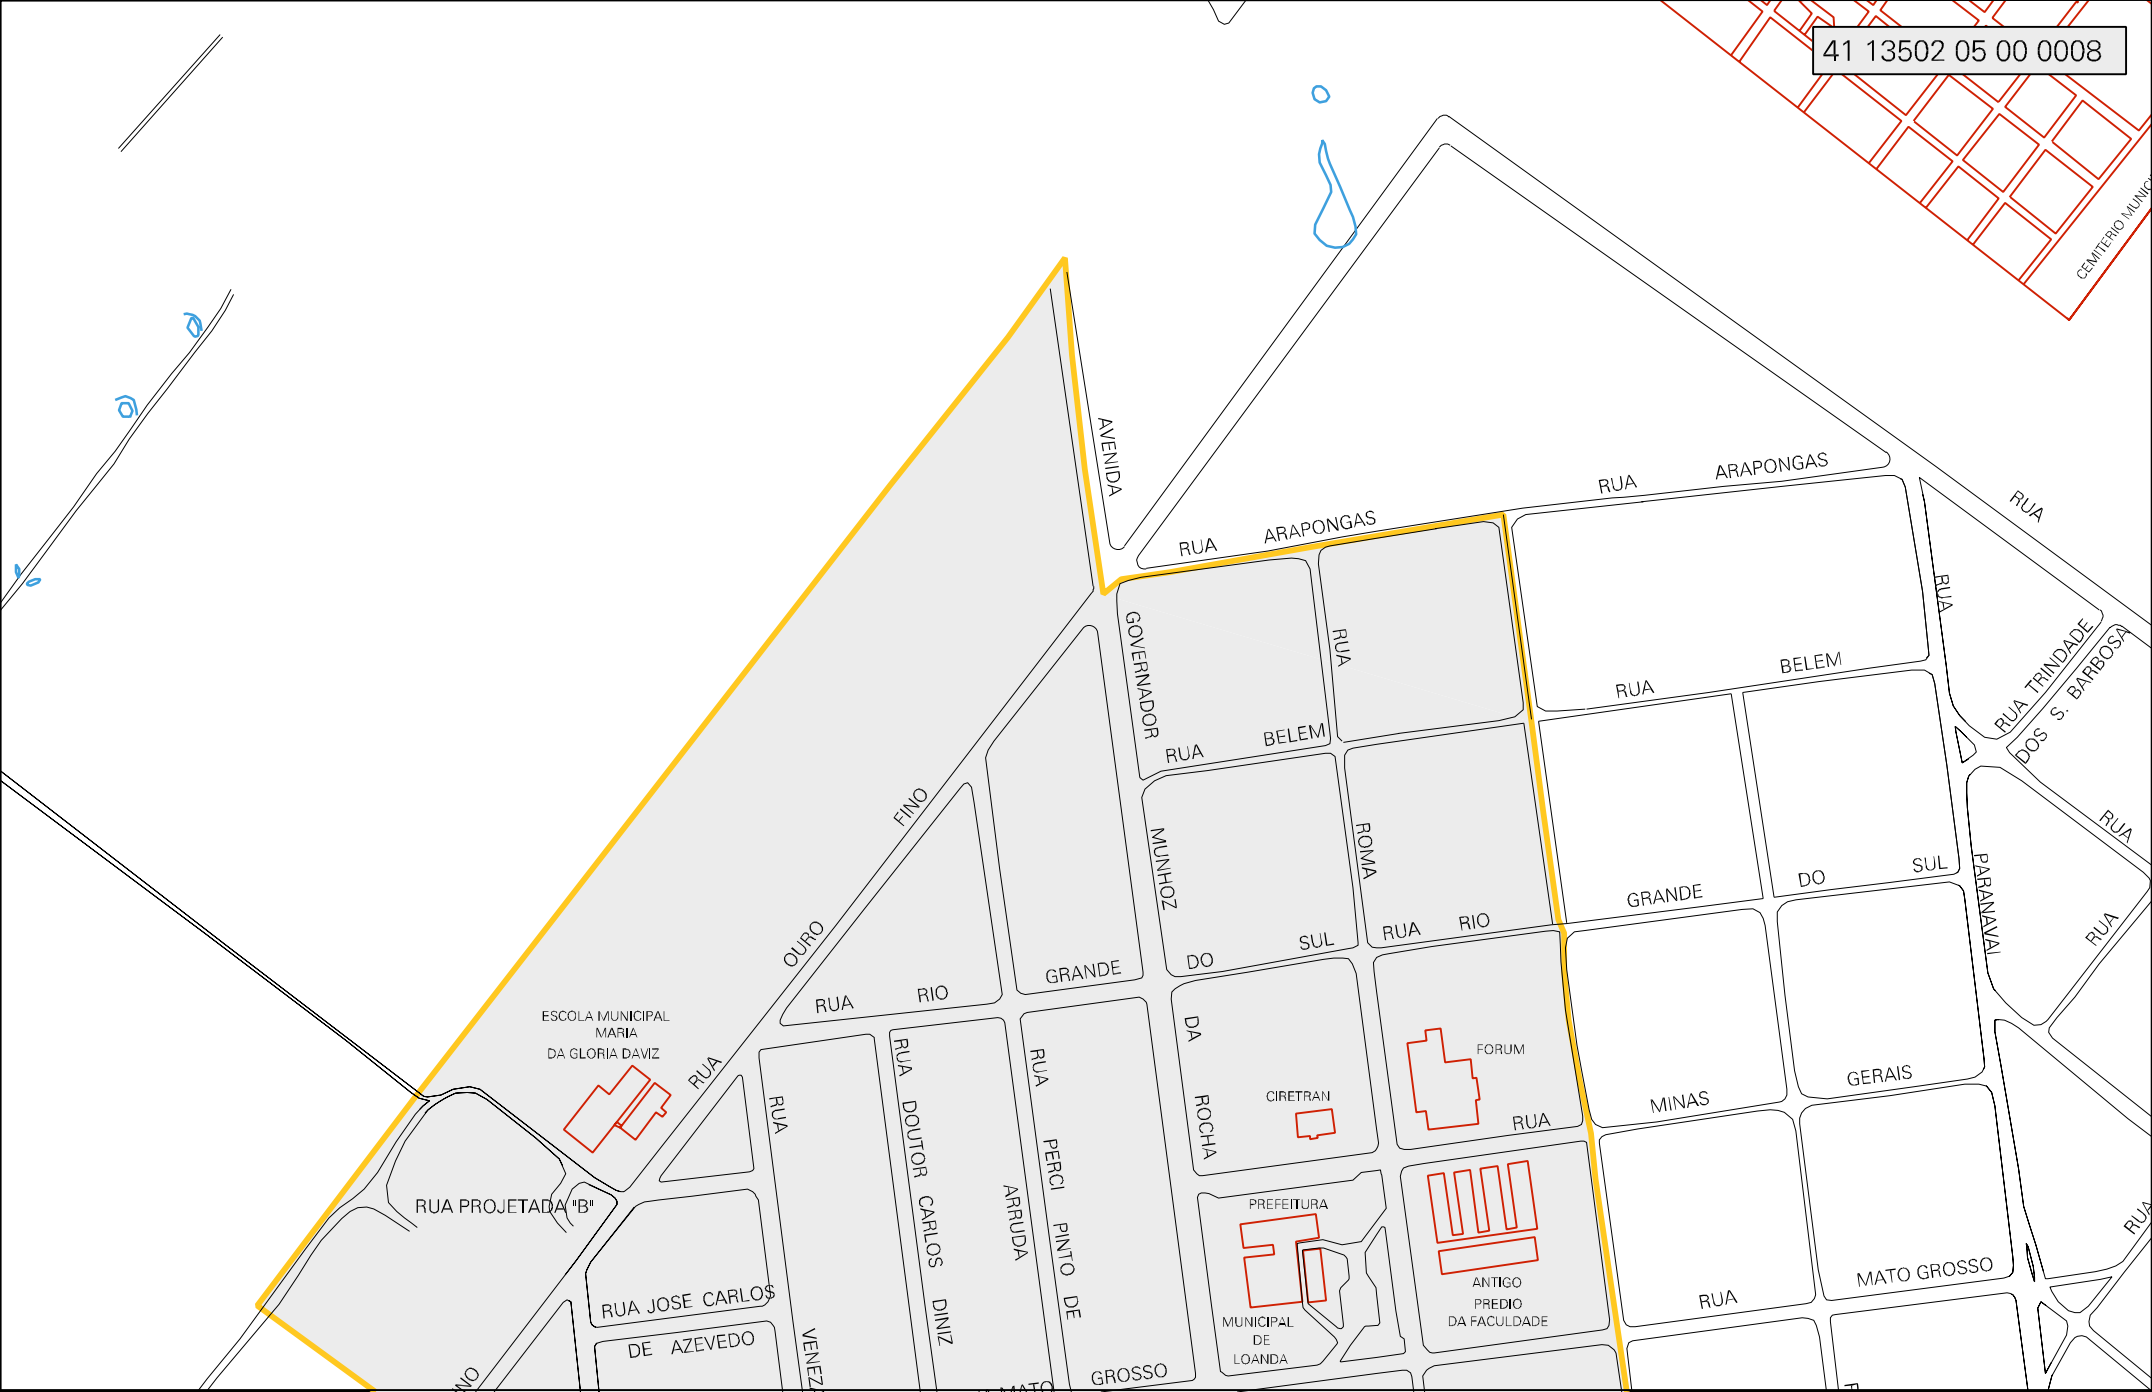 41 13502 05 00 0008
CEMITERIO
AVENIDA
GOVERNADOR
MUNHOZ
DA
ROCHA
RUA ARAPONGAS
RUA ARAPONGAS
RUA
RUA
RUA
PARANAVAI
RUA TRINDADE
DOS S. BARBOSA
RUA
RUA
RUA
RUA BELEM
RUA BELEM
RUA
ROMA
RUA OURO FINO
RUA RIO GRANDE DO SUL
RUA RIO GRANDE DO SUL
ESCOLA MUNICIPAL
MARIA
DA GLORIA DAVIZ
RUA PROJETADA "B"
RUA
RUA DOUTOR CARLOS DINIZ
RUA PERCI PINTO DE
ARRUDA
FORUM
CIRETRAN
RUA MINAS GERAIS
PREFEITURA
MUNICIPAL
DE
LOANDA
ANTIGO
PREDIO
DA FACULDADE
RUA MATO GROSSO
RUA JOSE CARLOS
DE AZEVEDO
MATO GROSSO